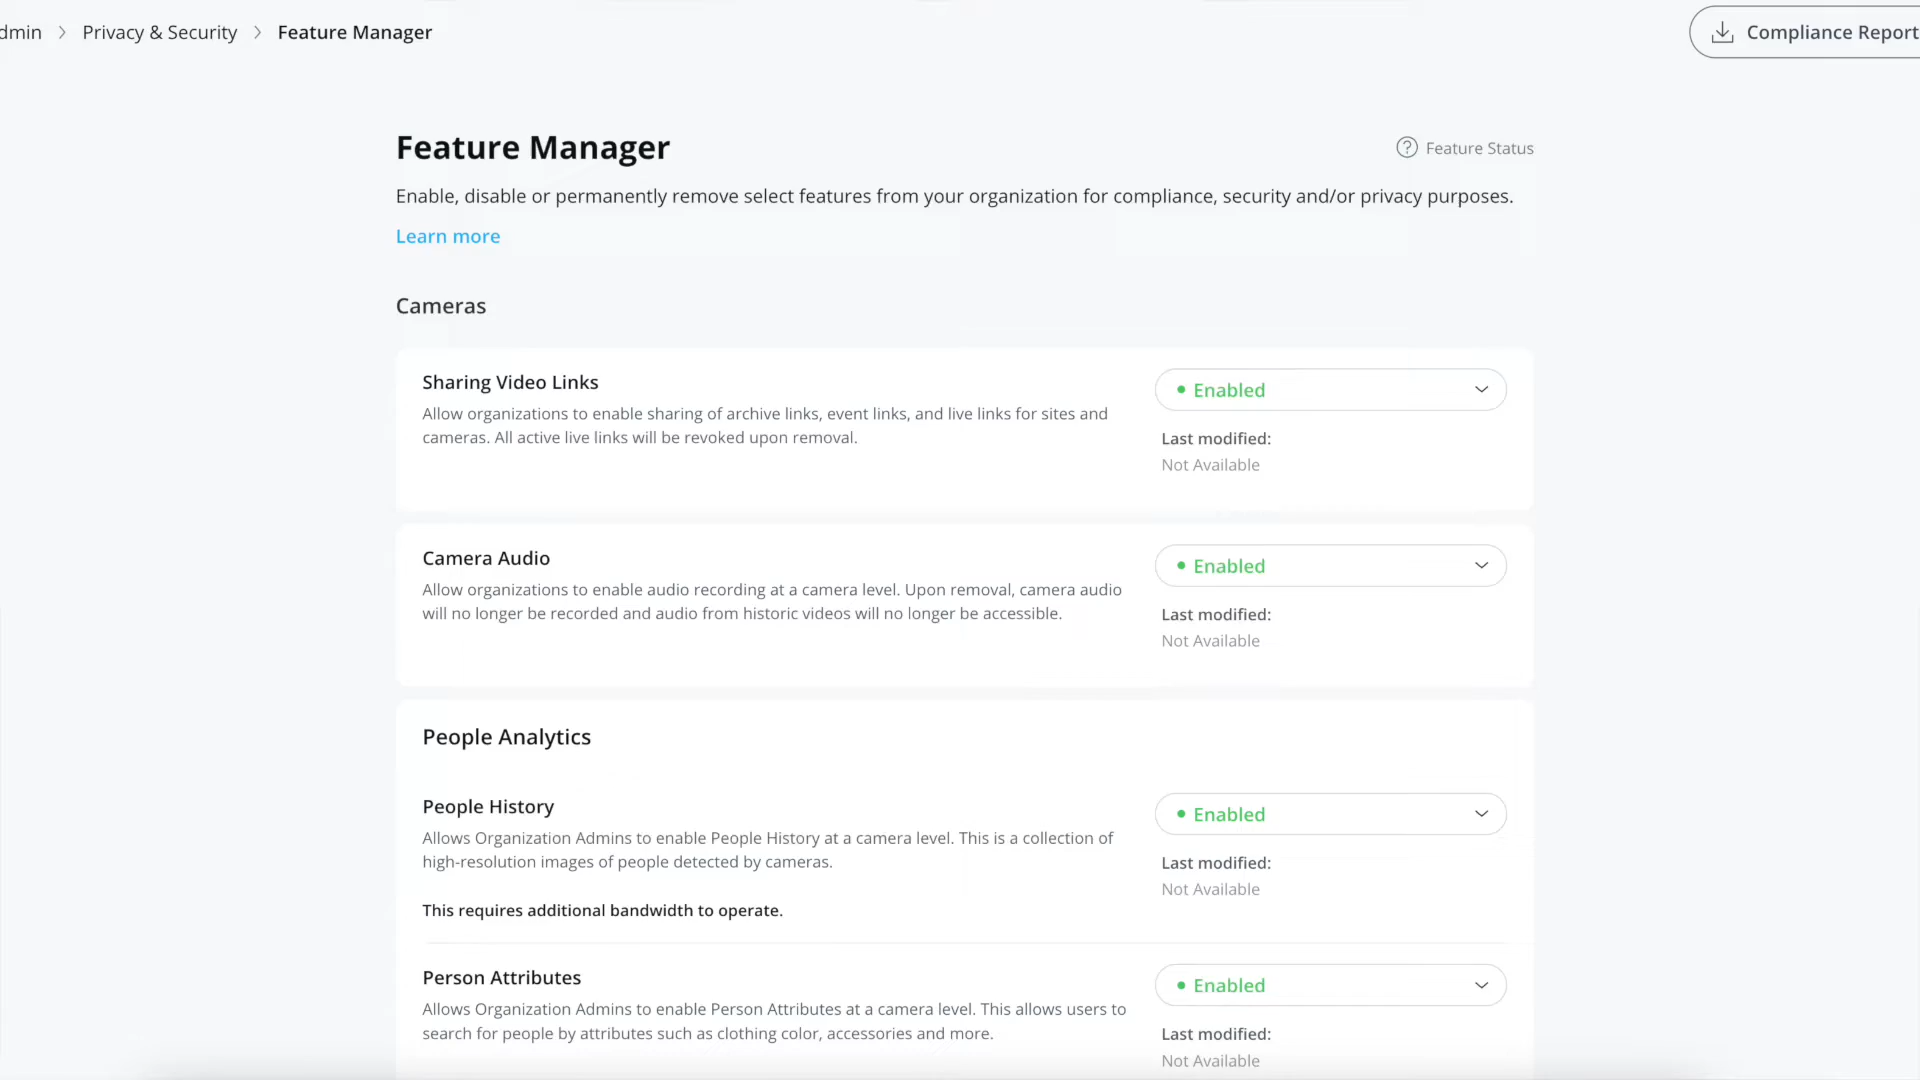 Privacy & Security
Feature Manager
Compliance Report
Feature Manager
Feature Status
Enable, disable or permanently remove select features from your organization for compliance, security and/or privacy purposes.
Learn more
Cameras
Sharing Video Links
Allow organizations to enable sharing of archive links, event links, and live links for sites and
cameras. All active live links will be revoked upon removal.
Enabled
Last modified:
Not Available
Camera Audio
Allow organizations to enable audio recording at a camera level. Upon removal, camera audio
will no longer be recorded and audio from historic videos will no longer be accessible.
Enabled
Last modified:
Not Available
People Analytics
People History
Allows Organization Admins to enable People History at a camera level. This is a collection of
high-resolution images of people detected by cameras.
This requires additional bandwidth to operate.
Enabled
Last modified:
Not Available
Person Attributes
Allows Organization Admins to enable Person Attributes at a camera level. This allows users to
search for people by attributes such as clothing color, accessories and more.
Enabled
Last modified:
Not Available